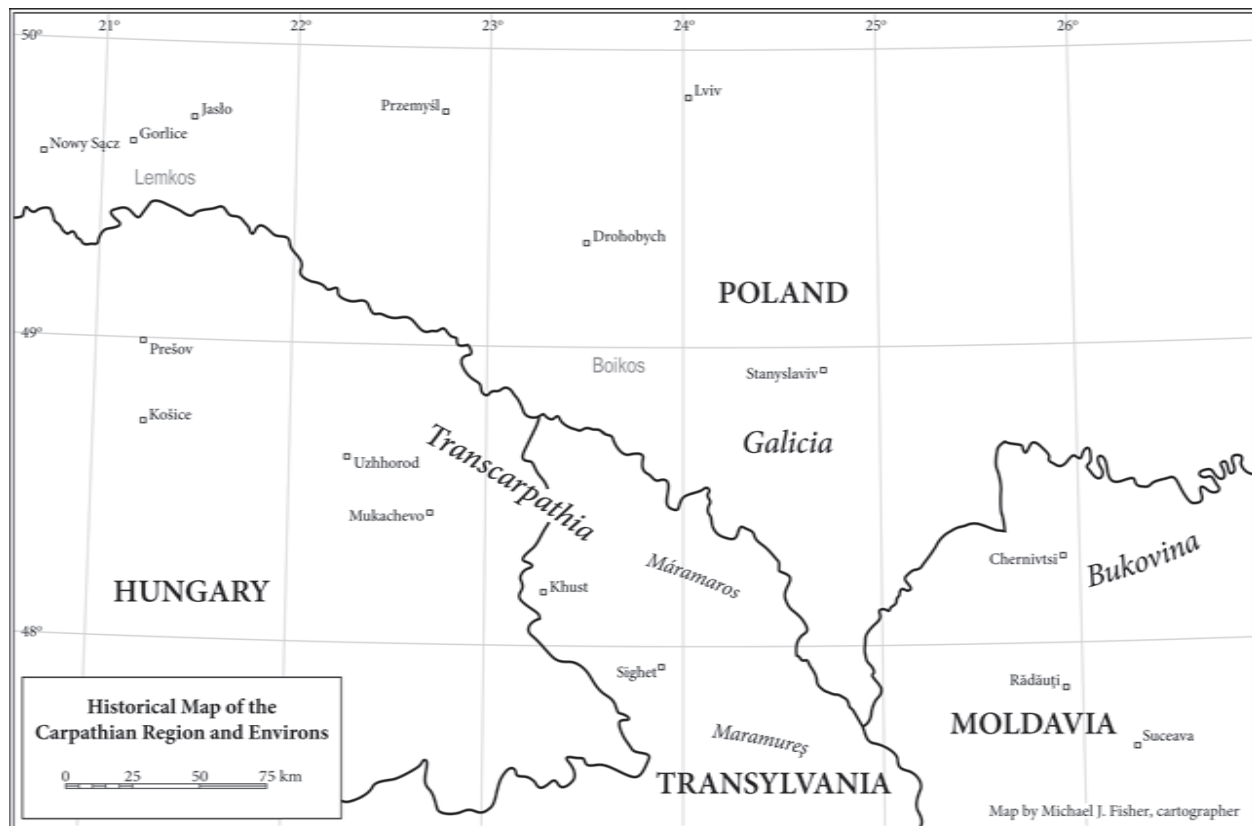 21°
22°
23°
24°
25°
26°
50°
Jasło
Przemyśl
Lviv
Gorlice
Nowy Sącz
Lemkos
Drohobych
POLAND
49°
Prešov
Boikos
Stanyslaviv
Košice
Transcarpathia
Galicia
Uzhhorod
Mukachevo
Chernivtsi
Bukovina
Máramaros
HUNGARY
Khust
48°
Sighet
Rădăuţi
Historical Map of the
Carpathian Region and Environs
MOLDAVIA
Suceava
Maramureş
0 25 50 75 km
TRANSYLVANIA
Map by Michael J. Fisher, cartographer